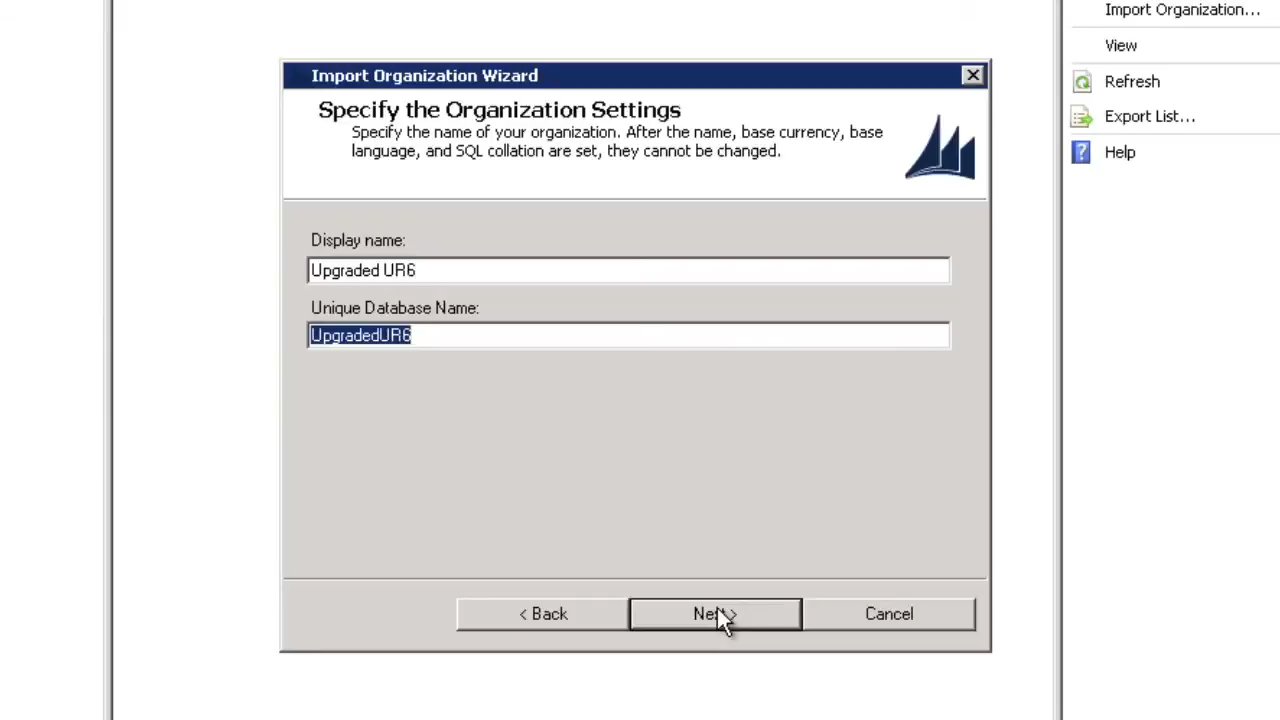 Import Organization...
View
Refresh
Export List...
Help
Import Organization Wizard
Specify the Organization Settings
Specify the name of your organization. After the name, base currency, base
language, and SQL collation are set, they cannot be changed.
Display name:
Upgraded UR6
Unique Database Name:
UpgradedUR6
< Back
Next >
Cancel